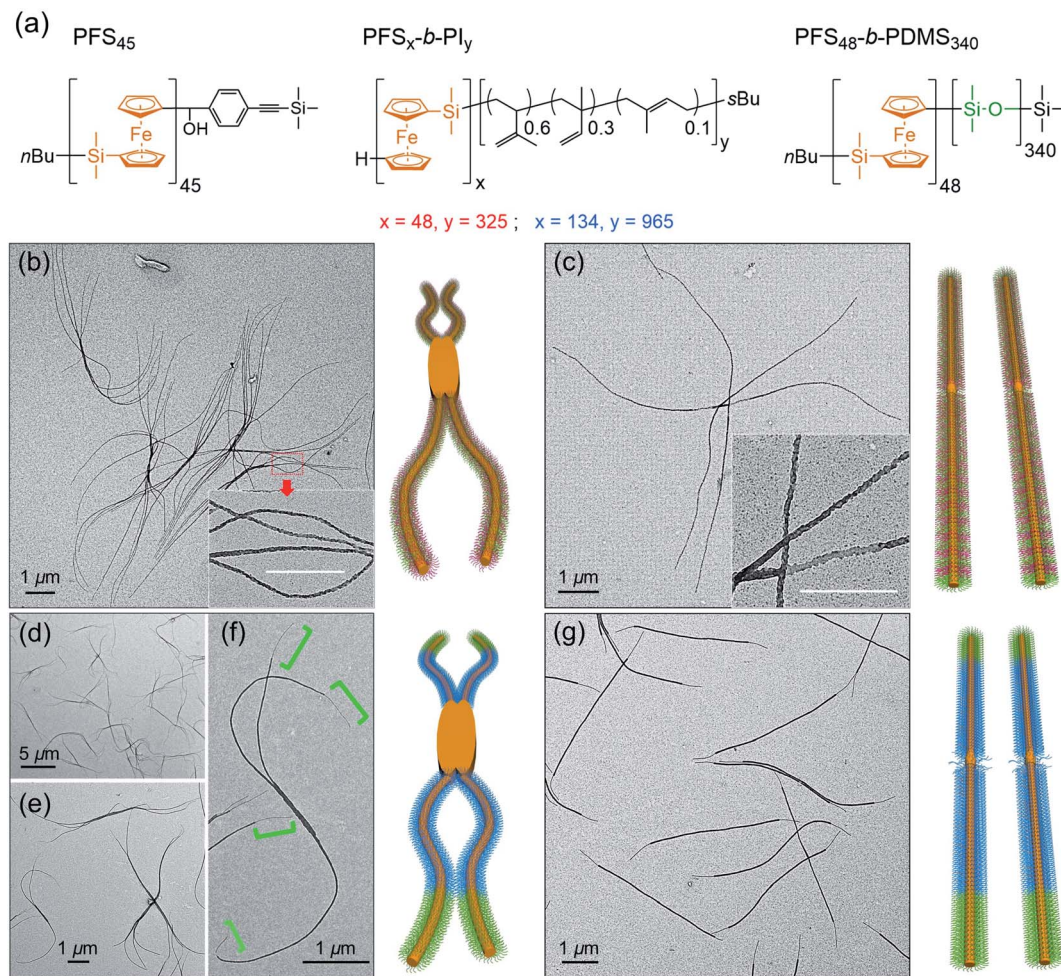 (a)
PFS45 PFSx-b-PIy PFS48-b-PDMS340
nBu Si Fe OH Si 45
H Fe Si 0.6 0.3 0.1 sBu y x
nBu Si Fe Si-O Si 340 48
x = 48, y = 325 ; x = 134, y = 965
(b)
1 µm
(c)
1 µm
(d)
5 µm
(e)
1 µm
(f)
1 µm
(g)
1 µm